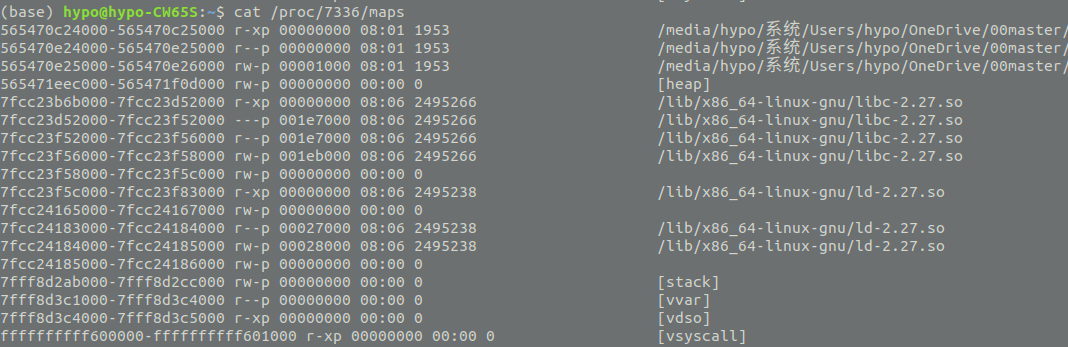 (base) hypo@hypo-CW65S:~$ cat /proc/7336/maps
565470c24000-565470c25000 r-xp 00000000 08:01 1953 /media/hypo/系统/Users/hypo/OneDrive/00master/
565470e24000-565470e25000 r--p 00000000 08:01 1953 /media/hypo/系统/Users/hypo/OneDrive/00master/
565470e25000-565470e26000 rw-p 00001000 08:01 1953 /media/hypo/系统/Users/hypo/OneDrive/00master/
565471eec000-565471f0d000 rw-p 00000000 00:00 0 [heap]
7fcc23b6b000-7fcc23d52000 r-xp 00000000 08:06 2495266 /lib/x86_64-linux-gnu/libc-2.27.so
7fcc23d52000-7fcc23f52000 ---p 001e7000 08:06 2495266 /lib/x86_64-linux-gnu/libc-2.27.so
7fcc23f52000-7fcc23f56000 r--p 001e7000 08:06 2495266 /lib/x86_64-linux-gnu/libc-2.27.so
7fcc23f56000-7fcc23f58000 rw-p 001eb000 08:06 2495266 /lib/x86_64-linux-gnu/libc-2.27.so
7fcc23f58000-7fcc23f5c000 rw-p 00000000 00:00 0
7fcc23f5c000-7fcc23f83000 r-xp 00000000 08:06 2495238 /lib/x86_64-linux-gnu/ld-2.27.so
7fcc24165000-7fcc24167000 rw-p 00000000 00:00 0
7fcc24183000-7fcc24184000 r--p 00027000 08:06 2495238 /lib/x86_64-linux-gnu/ld-2.27.so
7fcc24184000-7fcc24185000 rw-p 00028000 08:06 2495238 /lib/x86_64-linux-gnu/ld-2.27.so
7fcc24185000-7fcc24186000 rw-p 00000000 00:00 0
7fff8d2ab000-7fff8d2cc000 rw-p 00000000 00:00 0 [stack]
7fff8d3c1000-7fff8d3c4000 r--p 00000000 00:00 0 [vvar]
7fff8d3c4000-7fff8d3c5000 r-xp 00000000 00:00 0 [vdso]
ffffffffff600000-ffffffffff601000 r-xp 00000000 00:00 0 [vsyscall]